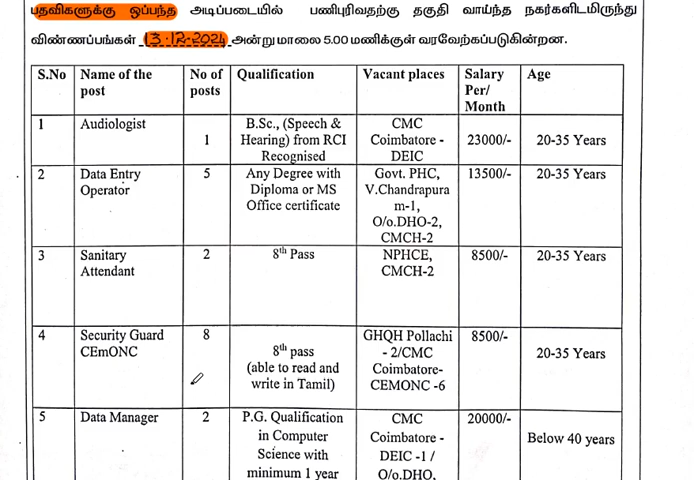 பதவிகளுக்கு ஒப்பந்த அடிப்படையில் பணிபுரிவதற்கு தகுதி வாய்ந்த நகர்களிடமிருந்து
விண்ணப்பங்கள் 13-12-2024 அன்று மாலை 5.00 மணிக்குள் வரவேற்கப்படுகின்றன.
S.No Name of the post No of posts Qualification Vacant places Salary Per/ Month Age
1 Audiologist 1 B.Sc., (Speech & Hearing) from RCI Recognised CMC Coimbatore - DEIC 23000/- 20-35 Years
2 Data Entry Operator 5 Any Degree with Diploma or MS Office certificate Govt. PHC, V.Chandrapuram-1, O/o.DHO-2, CMCH-2 13500/- 20-35 Years
3 Sanitary Attendant 2 8th Pass NPHCE, CMCH-2 8500/- 20-35 Years
4 Security Guard CEmONC 8 8th pass (able to read and write in Tamil) GHQH Pollachi - 2/CMC Coimbatore- CEMONC -6 8500/- 20-35 Years
5 Data Manager 2 P.G. Qualification in Computer Science with minimum 1 year CMC Coimbatore - DEIC -1 / O/o.DHO, 20000/- Below 40 years